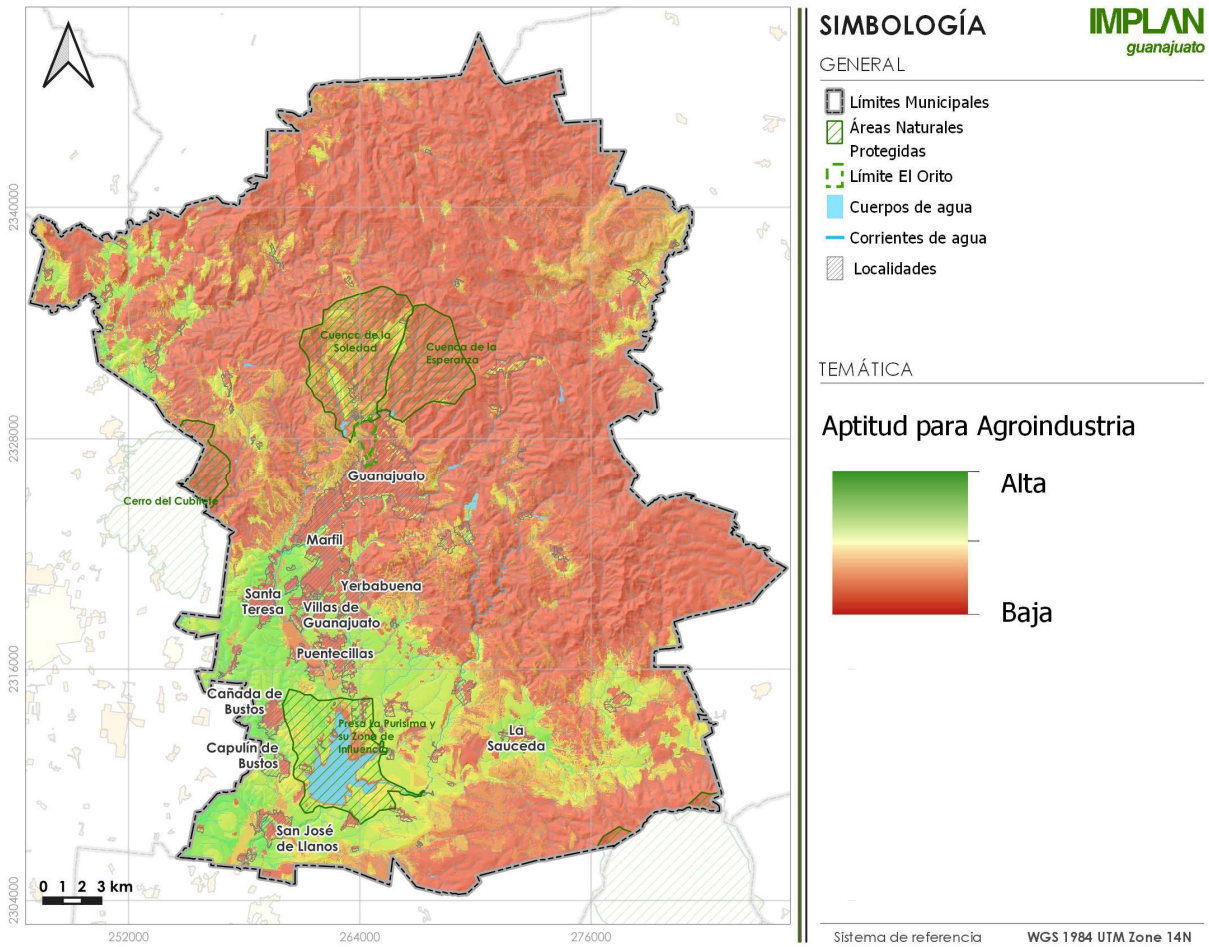 SIMBOLOGÍA
IMPLAN
guanajuato
GENERAL
Límites Municipales
Áreas Naturales
Protegidas
Límite El Orito
Cuerpos de agua
Corrientes de agua
Localidades
TEMÁTICA
Aptitud para Agroindustria
Alta
Baja
Sistema de referencia
WGS 1984 UTM Zone 14N
2340000
2328000
2316000
2304000
252000
264000
276000
0 1 2 3 km
Cuenca de la
Soledad
Cuenca de la
Esperanza
Guanajuato
Cerro del Cubilete
Marfil
Yerbabuena
Santa
Teresa
Villas de
Guanajuato
Puentecillas
Cañada de
Bustos
Presa La Purisima y
su Zona de
Influencia
La
Sauceda
Capulín de
Bustos
San José
de Llanos